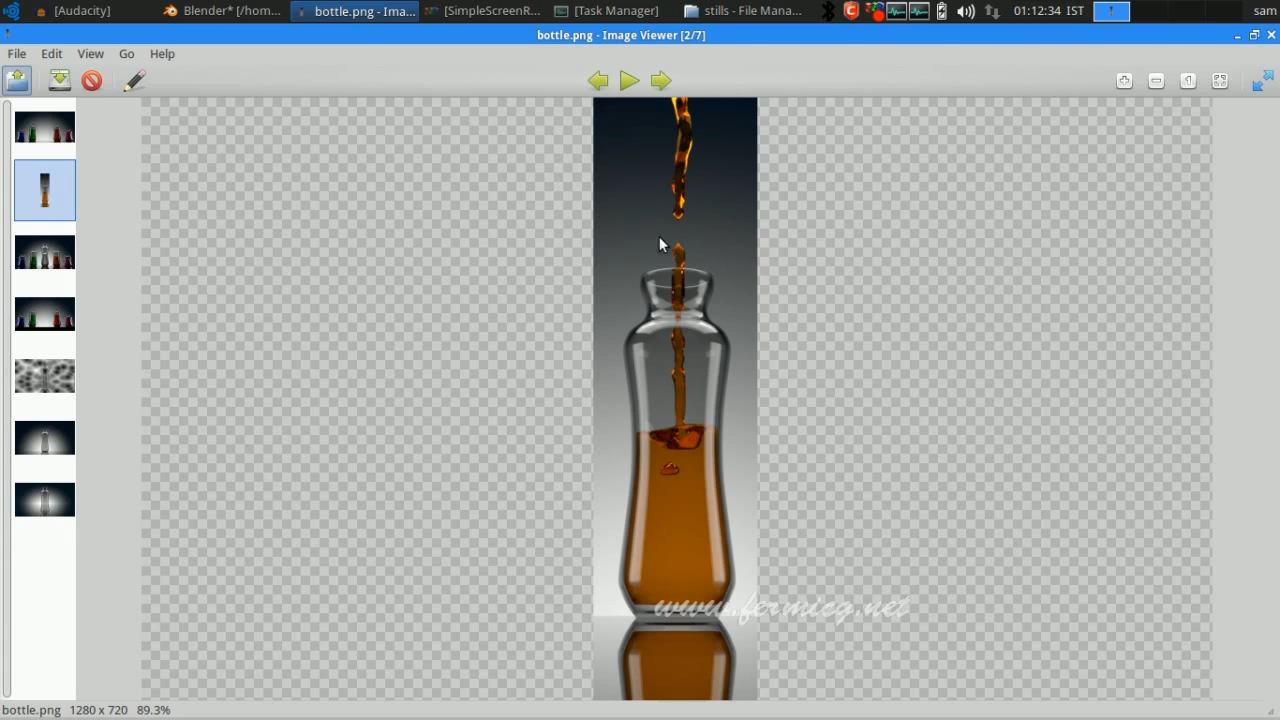 [Audacity]
Blender* [/hom...
bottle.png - Ima...
[SimpleScreenR...
[Task Manager]
stills - File Mana...
01:12:34 IST
sam
bottle.png - Image Viewer [2/7]
File Edit View Go Help
www.fermicg.net
bottle.png 1280 x 720 89.3%